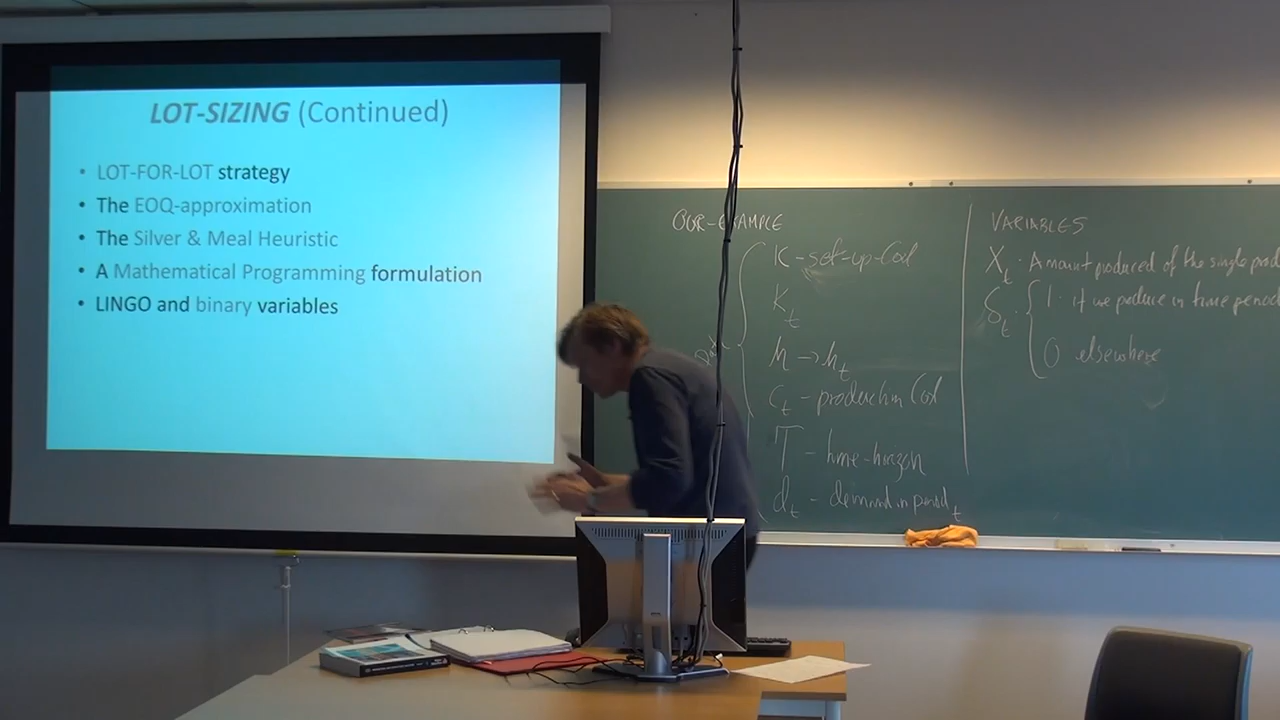 LOT-SIZING (Continued)
• LOT-FOR-LOT strategy
• The EOQ-approximation
• The Silver & Meal Heuristic
• A Mathematical Programming formulation
• LINGO and binary variables
OUR-EXAMPLE
K - set-up-Cost
K_t
h → h_t
C_t - production Cost
T - time-horizon
d_t - demand in period t
VARIABLES
X_t : Amount produced of the single prod
δ_t : { 1 : if we produce in time period
0 elsewhere